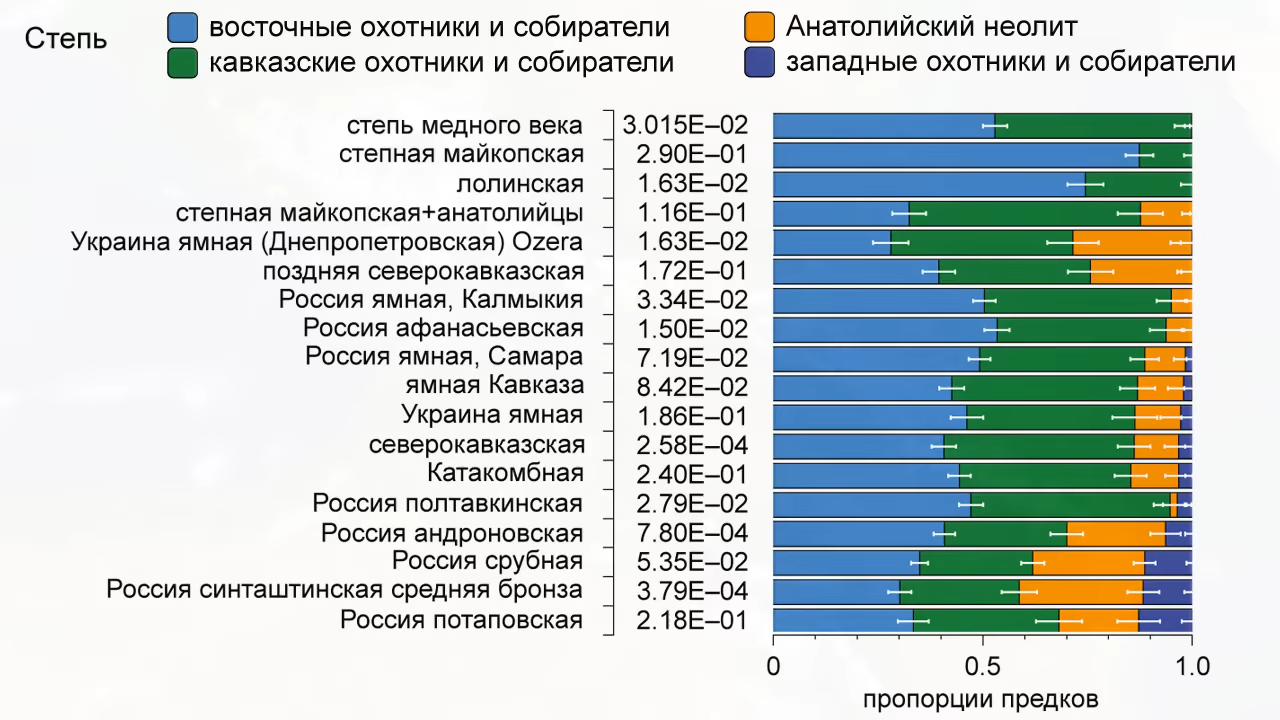 Степь
восточные охотники и собиратели
кавказские охотники и собиратели
Анатолийский неолит
западные охотники и собиратели
степь медного века 3.015E–02
степная майкопская 2.90E–01
лолинская 1.63E–02
степная майкопская+анатолийцы 1.16E–01
Украина ямная (Днепропетровская) Ozera 1.63E–02
поздняя северокавказская 1.72E–01
Россия ямная, Калмыкия 3.34E–02
Россия афанасьевская 1.50E–02
Россия ямная, Самара 7.19E–02
ямная Кавказа 8.42E–02
Украина ямная 1.86E–01
северокавказская 2.58E–04
Катакомбная 2.40E–01
Россия полтавкинская 2.79E–02
Россия андроновская 7.80E–04
Россия срубная 5.35E–02
Россия синташтинская средняя бронза 3.79E–04
Россия потаповская 2.18E–01
0 0.5 1.0
пропорции предков